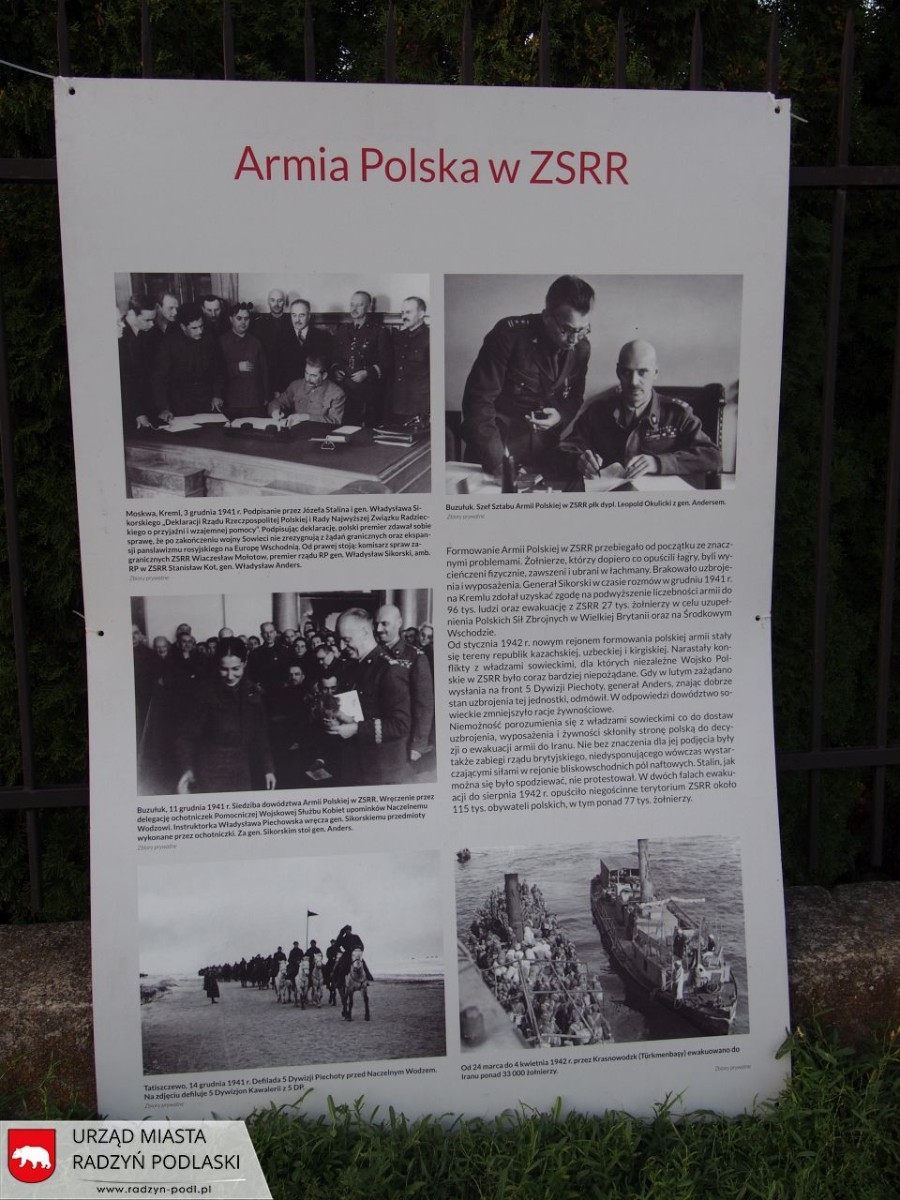 Armia Polska w ZSRR
Moskwa, Kreml, 3 grudnia 1941 r. Podpisanie przez Józefa Stalina i gen. Władysława Si-
korskiego „Deklaracji Rządu Rzeczpospolitej Polskiej i Rady Najwyższej Związku Radziec-
kiego o przyjaźni i wzajemnej pomocy". Podpisując deklarację, polski premier zdawał sobie
sprawę, że po zakończeniu wojny Sowieci nie zrezygnują z żądań granicznych oraz ekspan-
sji panslawizmu rosyjskiego na Europę Wschodnią. Od prawej stoją: komisarz spraw za-
granicznych ZSRR Wiaczesław Mołotow, premier rządu RP gen. Władysław Sikorski, amb.
RP w ZSRR Stanisław Kot, gen. Władysław Anders.
Zbiory prywatne
Buzułuk, 11 grudnia 1941 r. Siedziba dowództwa Armii Polskiej w ZSRR. Wręczenie przez
delegację ochotniczek Pomocniczej Wojskowej Służbu Kobiet upominków Naczelnemu
Wodzowi. Instruktorka Władysława Piechowska wręcza gen. Sikorskiemu przedmioty
wykonane przez ochotniczki. Za gen. Sikorskim stoi gen. Anders.
Zbiory prywatne
Tatiszczewo, 14 grudnia 1941 r. Defilada 5 Dywizji Piechoty przed Naczelnym Wodzem.
Na zdjęciu defiluje 5 Dywizjon Kawalerii z 5 DP.
Zbiory prywatne
Buzułuk. Szef Sztabu Armii Polskiej w ZSRR płk dypl. Leopold Okulicki z gen. Andersem.
Zbiory prywatne
Formowanie Armii Polskiej w ZSRR przebiegało od początku ze znacz-
nymi problemami. Żołnierze, którzy dopiero co opuścili łagry, byli wy-
cieńczeni fizycznie, zawszeni i ubrani w łachmany. Brakowało uzbroje-
nia i wyposażenia. Generał Sikorski w czasie rozmów w grudniu 1941 r.
na Kremlu zdołał uzyskać zgodę na podwyższenie liczebności armii do
96 tys. ludzi oraz ewakuację z ZSRR 27 tys. żołnierzy w celu uzupeł-
nienia Polskich Sił Zbrojnych w Wielkiej Brytanii oraz na Środkowym
Wschodzie.
Od stycznia 1942 r. nowym rejonem formowania polskiej armii stały
się tereny republik kazachskiej, uzbeckiej i kirgiskiej. Narastały kon-
flikty z władzami sowieckimi, dla których niezależne Wojsko Pol-
skie w ZSRR było coraz bardziej niepożądane. Gdy w lutym zażądano
wysłania na front 5 Dywizji Piechoty, generał Anders, znając dobrze
stan uzbrojenia tej jednostki, odmówił. W odpowiedzi dowództwo so-
wieckie zmniejszyło racje żywnościowe.
Niemożność porozumienia się z władzami sowieckimi co do dostaw
uzbrojenia, wyposażenia i żywności skłoniły stronę polską do decy-
zji o ewakuacji armii do Iranu. Nie bez znaczenia dla jej podjęcia były
także zabiegi rządu brytyjskiego, niedysponującego wówczas wystar-
czającymi siłami w rejonie bliskowschodnich pól naftowych. Stalin, jak
można się było spodziewać, nie protestował. W dwóch falach ewaku-
acji do sierpnia 1942 r. opuściło niegościnne terytorium ZSRR około
115 tys. obywateli polskich, w tym ponad 77 tys. żołnierzy.
Od 24 marca do 4 kwietnia 1942 r. przez Krasnowodzk (Türkmenbaşy) ewakuowano do
Iranu ponad 33 000 żołnierzy.
Zbiory prywatne
URZĄD MIASTA
RADZYŃ PODLASKI
www.radzyn-podl.pl